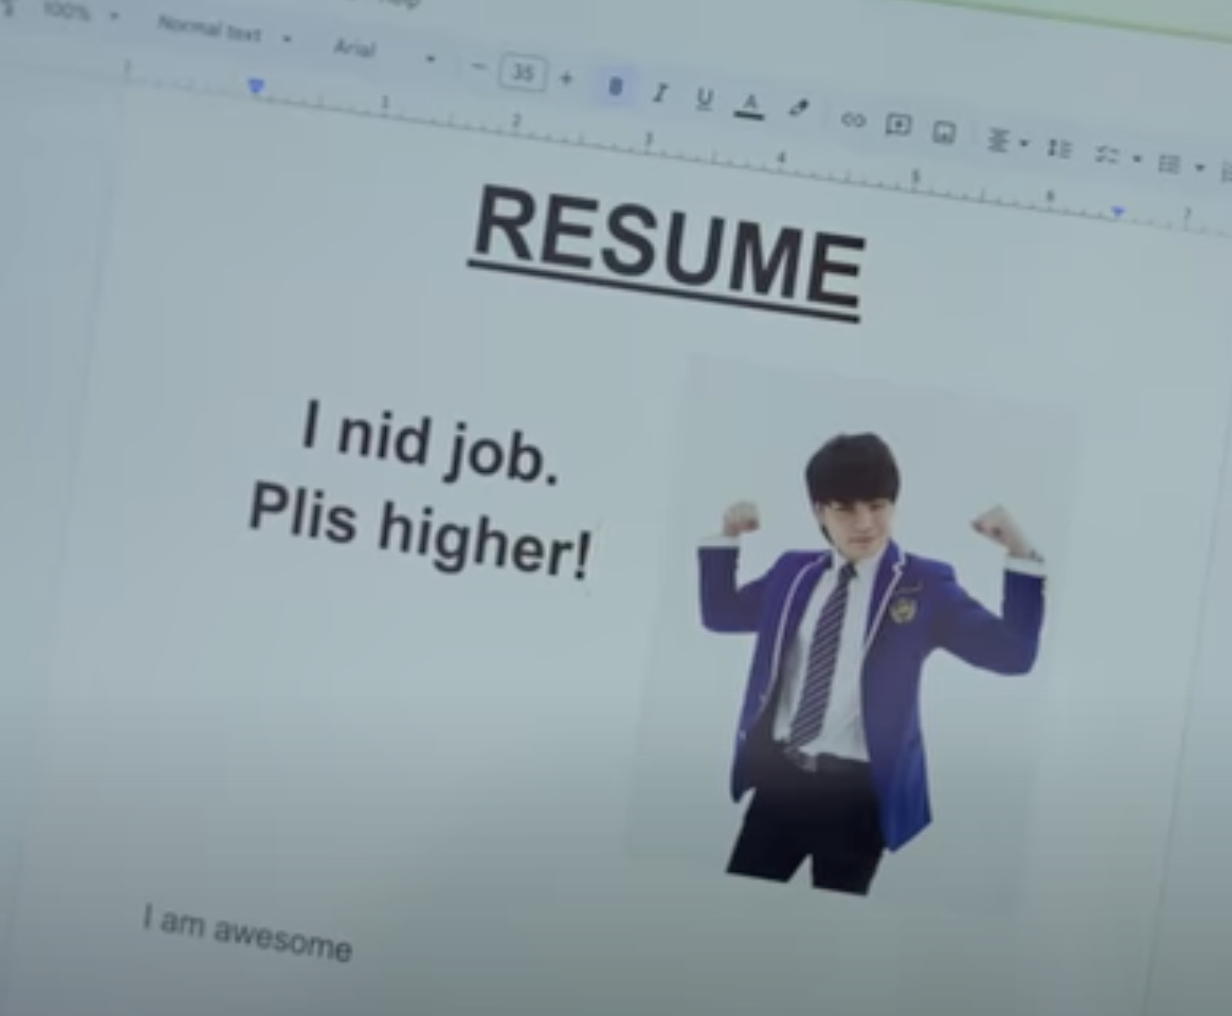 100%
Normal text
Arial
− 35 + B I U A
1 2 3 4 5 6 7
RESUME
I nid job.
Plis higher!
I am awesome